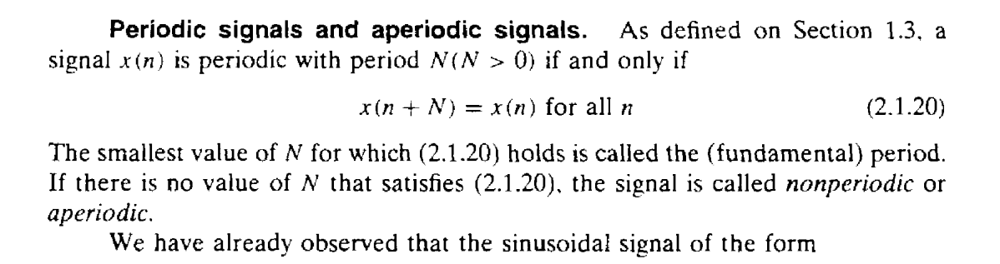 Periodic signals and aperiodic signals. As defined on Section 1.3, a
signal x(n) is periodic with period N(N > 0) if and only if
x(n + N) = x(n) for all n (2.1.20)
The smallest value of N for which (2.1.20) holds is called the (fundamental) period.
If there is no value of N that satisfies (2.1.20), the signal is called nonperiodic or
aperiodic.
We have already observed that the sinusoidal signal of the form